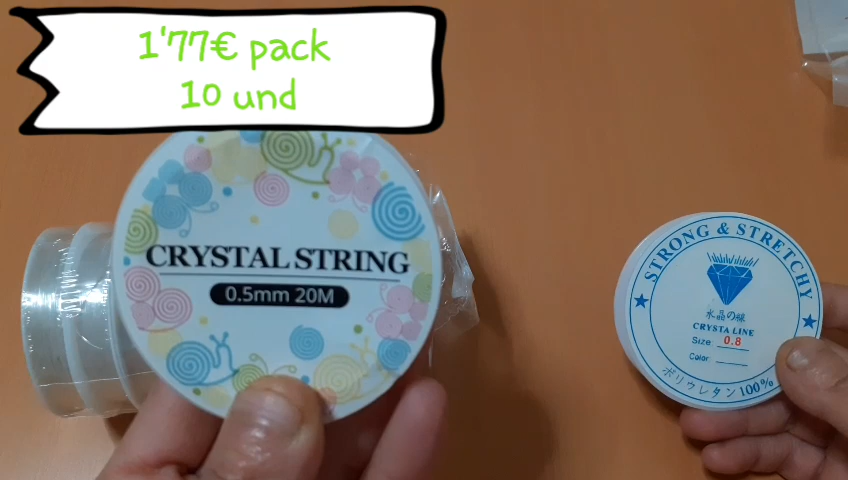 1'77€ pack
10 und
CRYSTAL STRING
0.5mm 20M
STRONG & STRETCHY
水晶の線
CRYSTA LINE
Size 0.8
Color
ポリウレタン100%